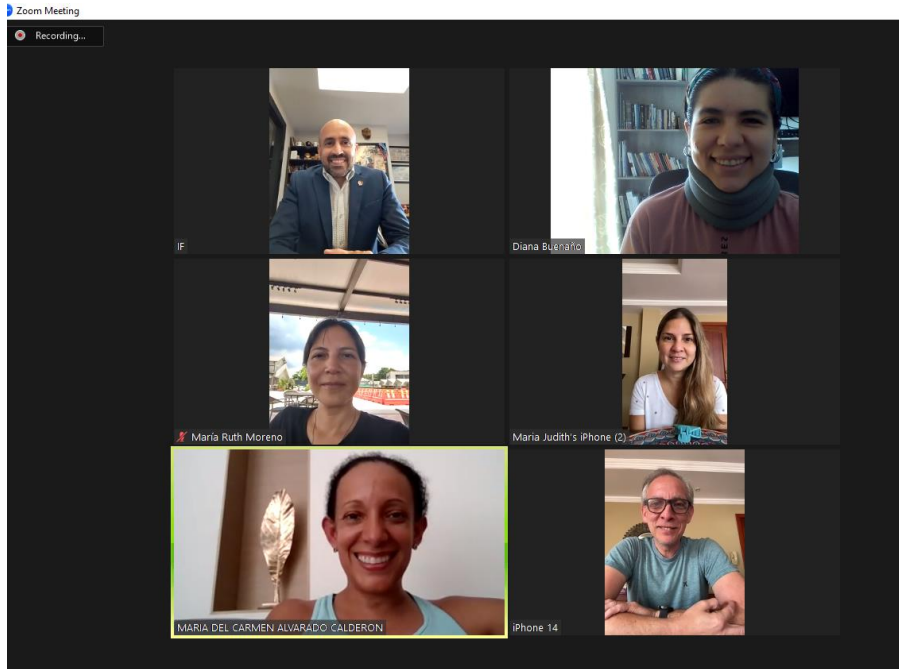 Zoom Meeting
Recording...
IF
Diana Buenaño
María Ruth Moreno
Maria Judith's iPhone (2)
MARIA DEL CARMEN ALVARADO CALDERON
iPhone 14